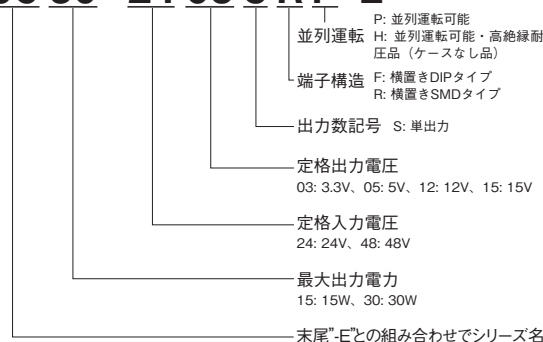 P: 並列運転可能
並列運転 H: 並列運転可能・高絶縁耐
圧品（ケースなし品）
端子構造 F: 横置きDIPタイプ
R: 横置きSMDタイプ
出力数記号 S: 単出力
定格出力電圧
03: 3.3V、05: 5V、12: 12V、15: 15V
定格入力電圧
24: 24V、48: 48V
最大出力電力
15: 15W、30: 30W
末尾"-E"との組み合わせでシリーズ名